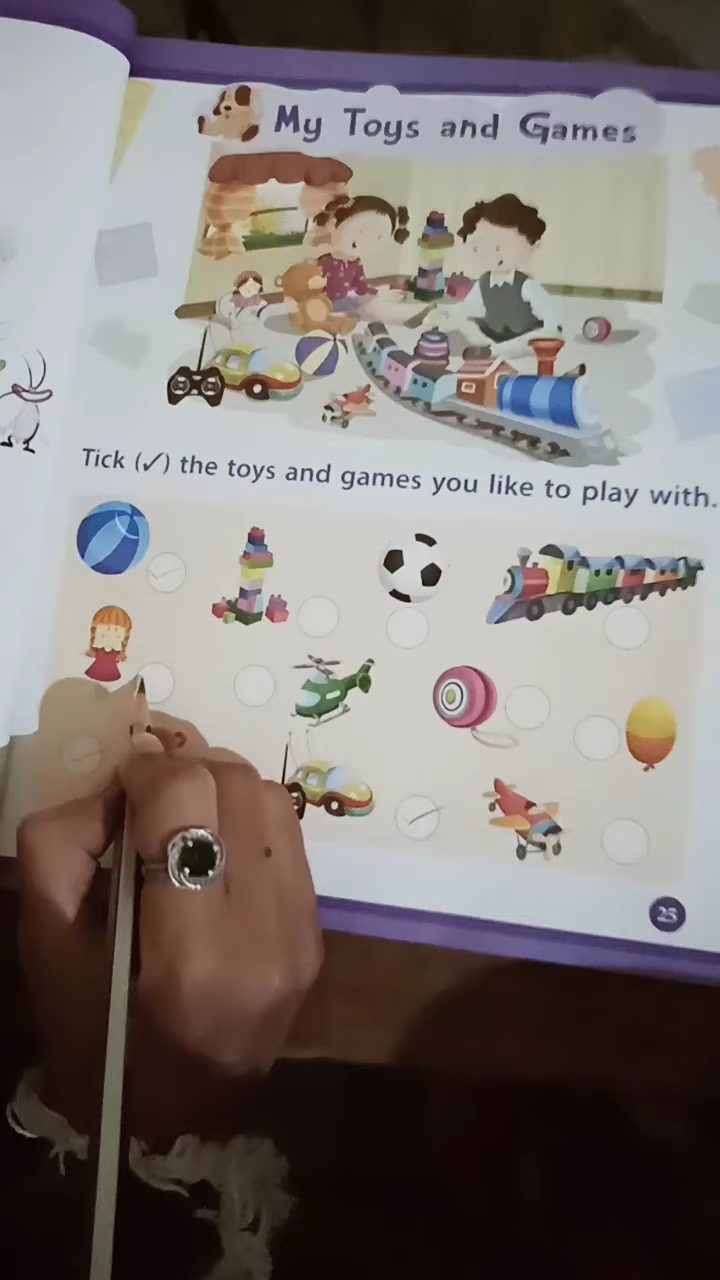 My Toys and Games
Tick (✓) the toys and games you like to play with.
25